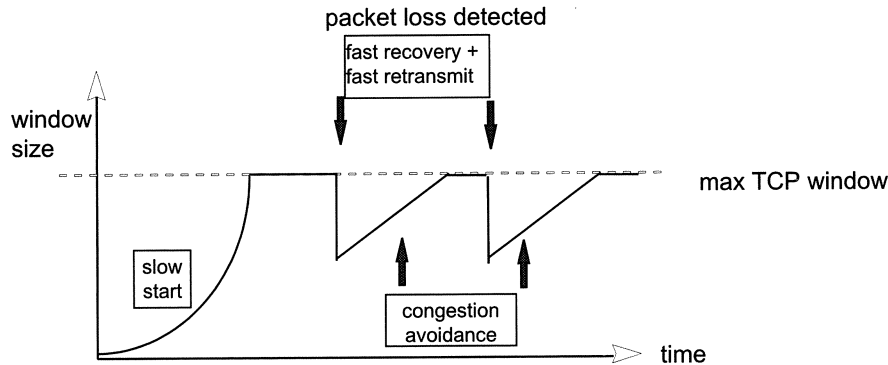 packet loss detected
fast recovery +
fast retransmit
window
size
max TCP window
slow
start
congestion
avoidance
time